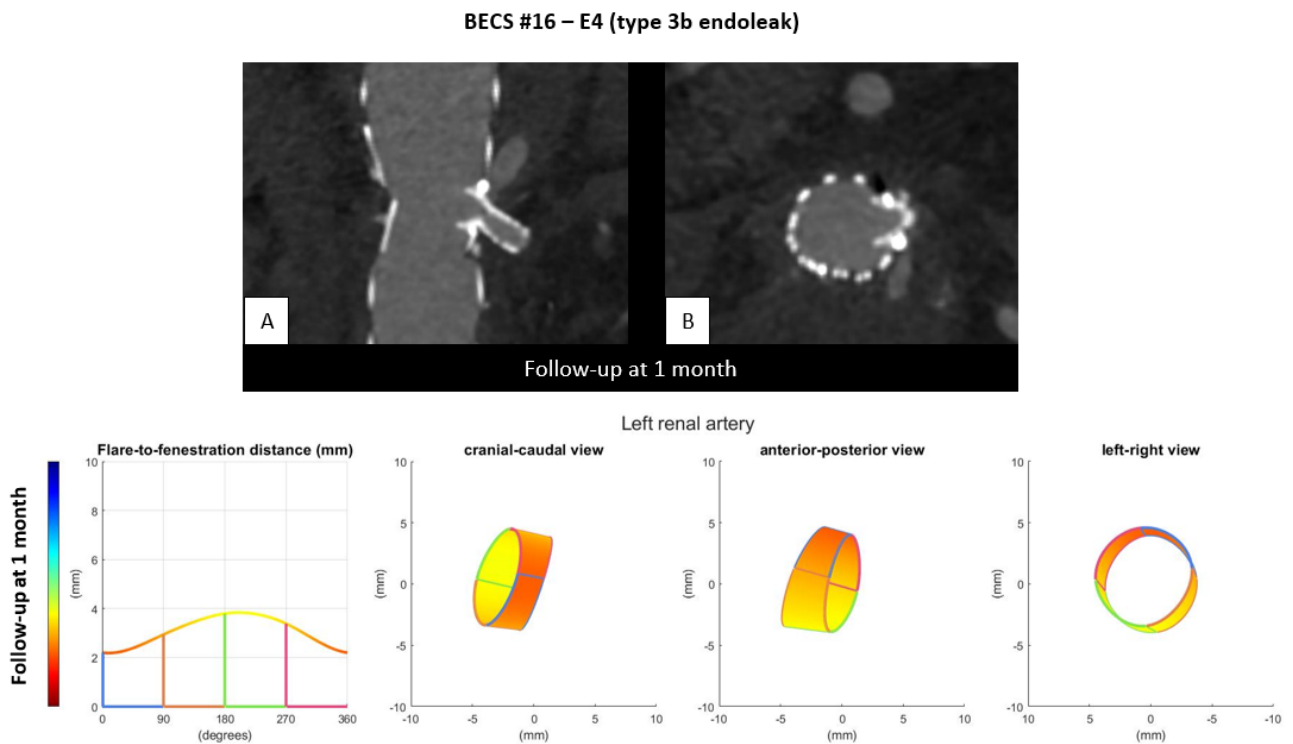 BECS #16 – E4 (type 3b endoleak)
A
B
Follow-up at 1 month
Left renal artery
Follow-up at 1 month
Flare-to-fenestration distance (mm)
10
8
6
4
2
0
(mm)
0 90 180 270 360
(degrees)
cranial-caudal view
10
5
0
-5
-10
(mm)
-10 -5 0 5 10
(mm)
anterior-posterior view
10
5
0
-5
-10
(mm)
-10 -5 0 5 10
(mm)
left-right view
10
5
0
-5
-10
(mm)
10 5 0 -5 -10
(mm)